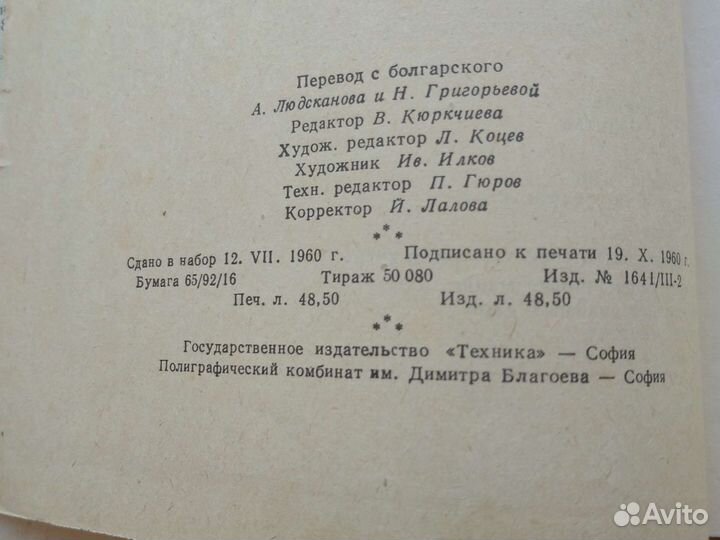 Перевод с болгарского
А. Людсканова и Н. Григорьевой
Редактор В. Кюркчиева
Худож. редактор Л. Коцев
Художник Ив. Илков
Техн. редактор П. Гюров
Корректор Й. Лалова
***
Сдано в набор 12. VII. 1960 г. Подписано к печати 19. X. 1960 г.
Бумага 65/92/16 Тираж 50 080 Изд. № 1641/III-2
Печ. л. 48,50 Изд. л. 48,50
***
Государственное издательство «Техника» — София
Полиграфический комбинат им. Димитра Благоева — София
Avito